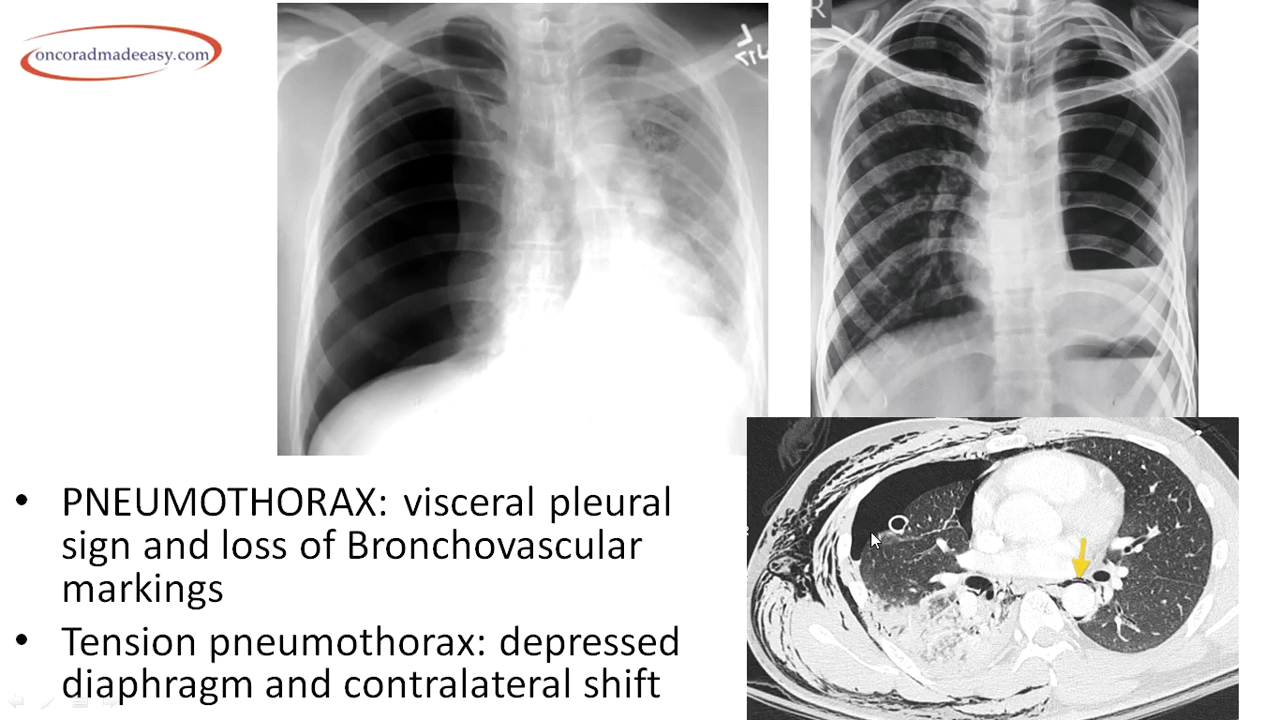 oncoradmadeeasy.com
R
L
• PNEUMOTHORAX: visceral pleural
sign and loss of Bronchovascular
markings
• Tension pneumothorax: depressed
diaphragm and contralateral shift